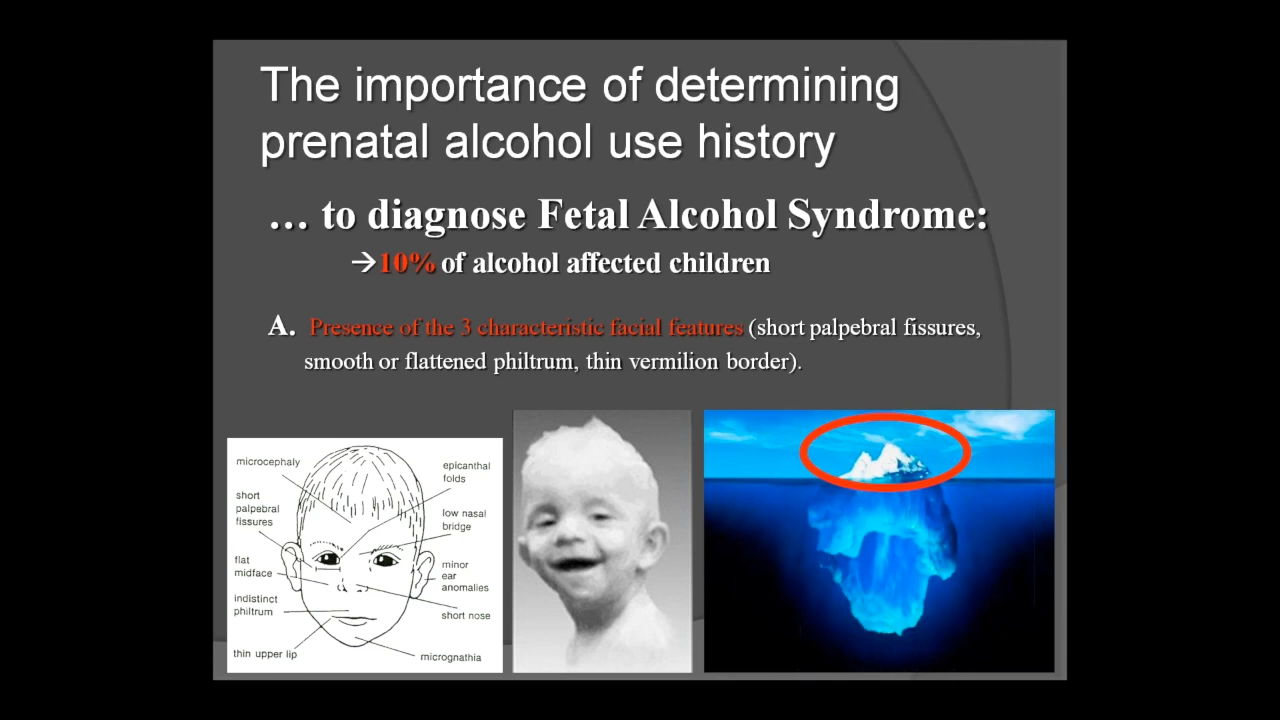 The importance of determining
prenatal alcohol use history
… to diagnose Fetal Alcohol Syndrome:
→10% of alcohol affected children
A. Presence of the 3 characteristic facial features (short palpebral fissures,
smooth or flattened philtrum, thin vermilion border).
microcephaly
short
palpebral
fissures
flat
midface
indistinct
philtrum
thin upper lip
epicanthal
folds
low nasal
bridge
minor
ear
anomalies
short nose
micrognathia